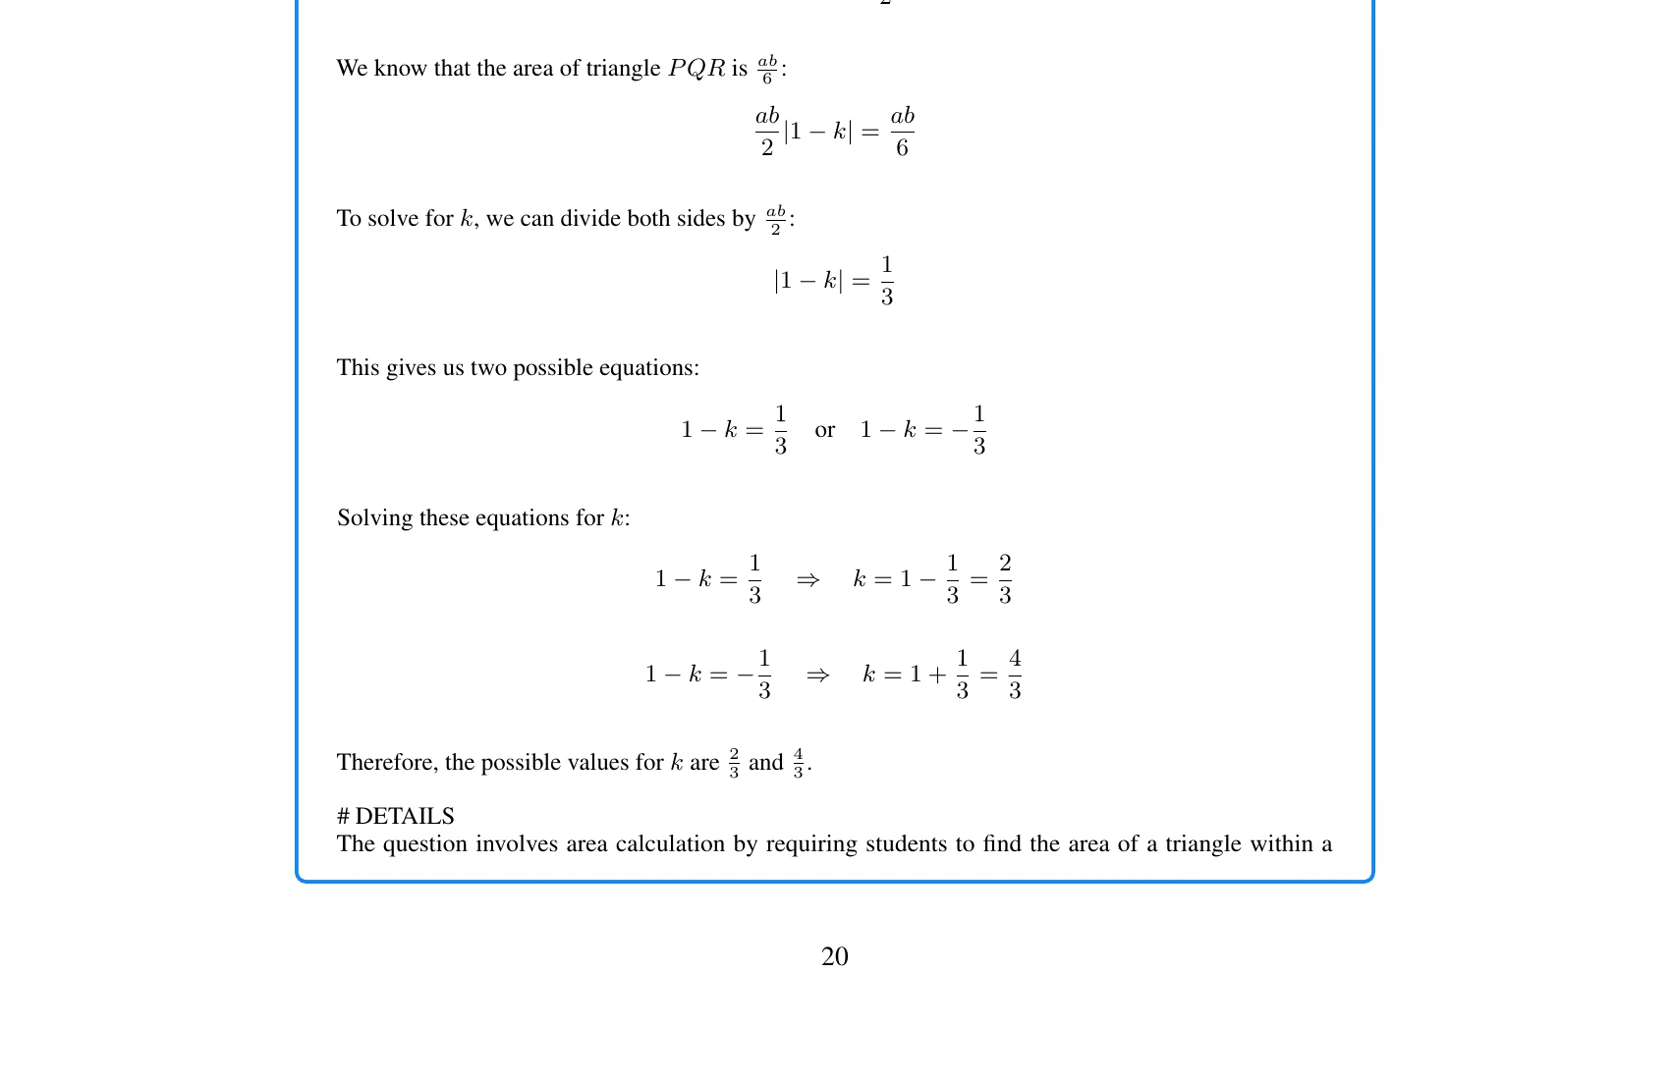 We know that the area of triangle PQR is ab/6:
ab/2 |1 − k| = ab/6
To solve for k, we can divide both sides by ab/2:
|1 − k| = 1/3
This gives us two possible equations:
1 − k = 1/3 or 1 − k = −1/3
Solving these equations for k:
1 − k = 1/3 ⇒ k = 1 − 1/3 = 2/3
1 − k = −1/3 ⇒ k = 1 + 1/3 = 4/3
Therefore, the possible values for k are 2/3 and 4/3.
# DETAILS
The question involves area calculation by requiring students to find the area of a triangle within a
20